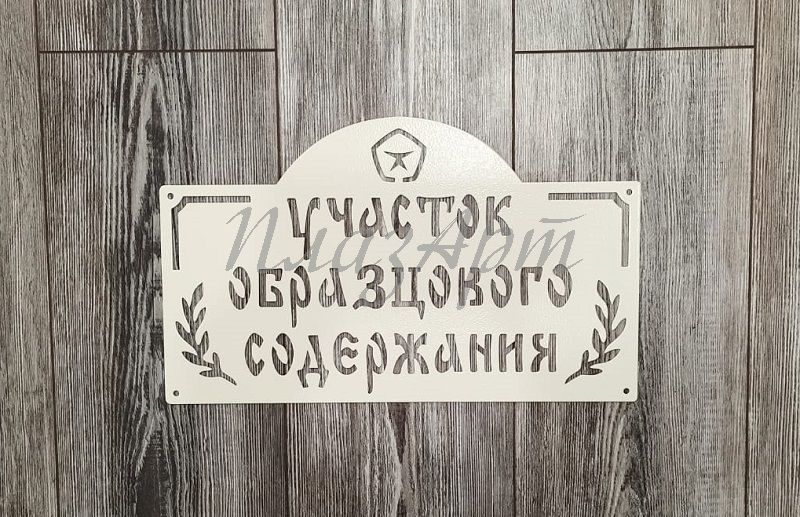 УЧАСТОК
ПлазАрт
ОБРАЗЦОВОГО
СОДЕРЖАНИЯ